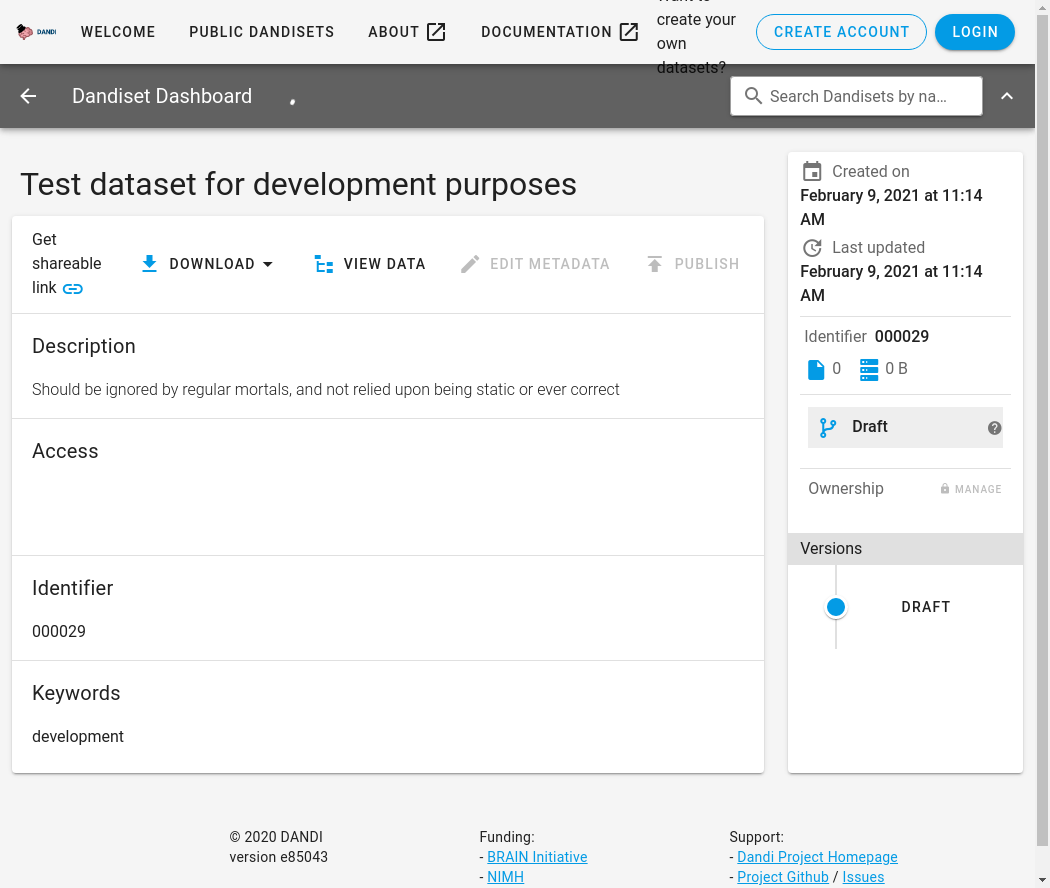 DANDI
WELCOME
PUBLIC DANDISETS
ABOUT
DOCUMENTATION
create your
own
datasets?
CREATE ACCOUNT
LOGIN
Dandiset Dashboard
Search Dandisets by na…
Test dataset for development purposes
Get
shareable
link
DOWNLOAD
VIEW DATA
EDIT METADATA
PUBLISH
Description
Should be ignored by regular mortals, and not relied upon being static or ever correct
Access
Identifier
000029
Keywords
development
Created on
February 9, 2021 at 11:14
AM
Last updated
February 9, 2021 at 11:14
AM
Identifier 000029
0
0 B
Draft
Ownership
MANAGE
Versions
DRAFT
© 2020 DANDI
version e85043
Funding:
- BRAIN Initiative
- NIMH
Support:
- Dandi Project Homepage
- Project Github / Issues